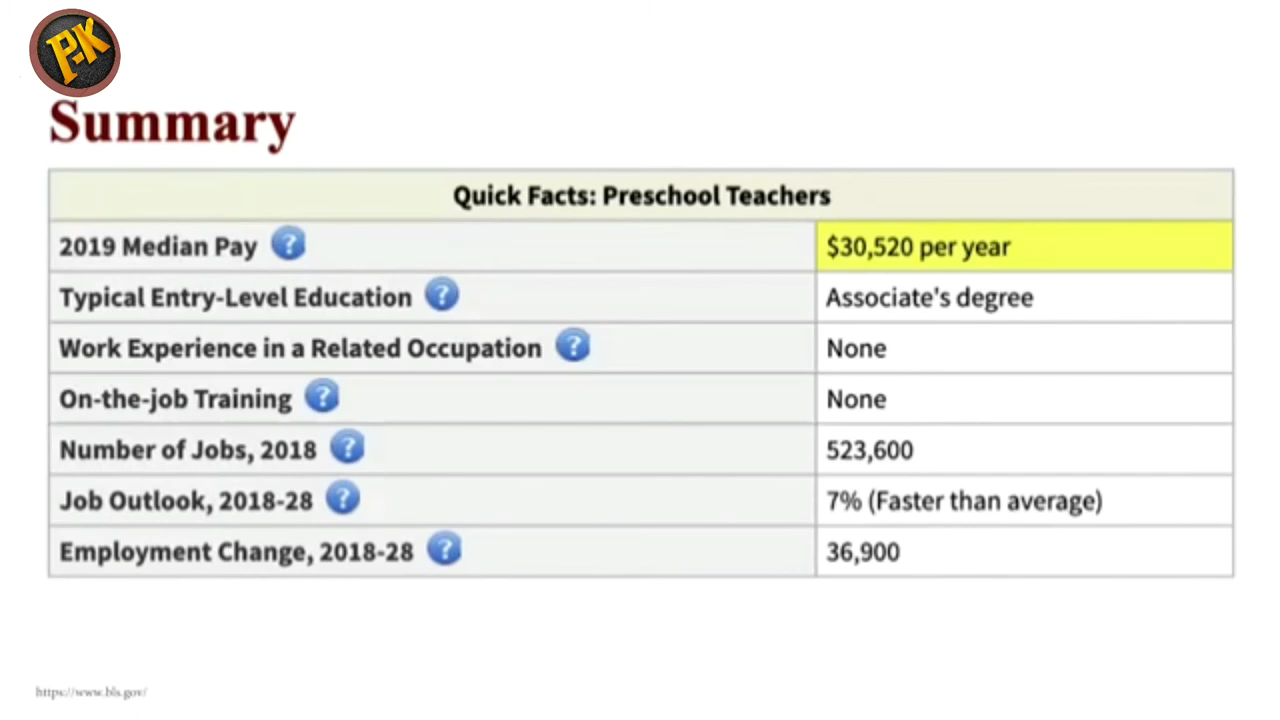 P-K
Summary
Quick Facts: Preschool Teachers
2019 Median Pay ? $30,520 per year
Typical Entry-Level Education ? Associate's degree
Work Experience in a Related Occupation ? None
On-the-job Training ? None
Number of Jobs, 2018 ? 523,600
Job Outlook, 2018-28 ? 7% (Faster than average)
Employment Change, 2018-28 ? 36,900
https://www.bls.gov/